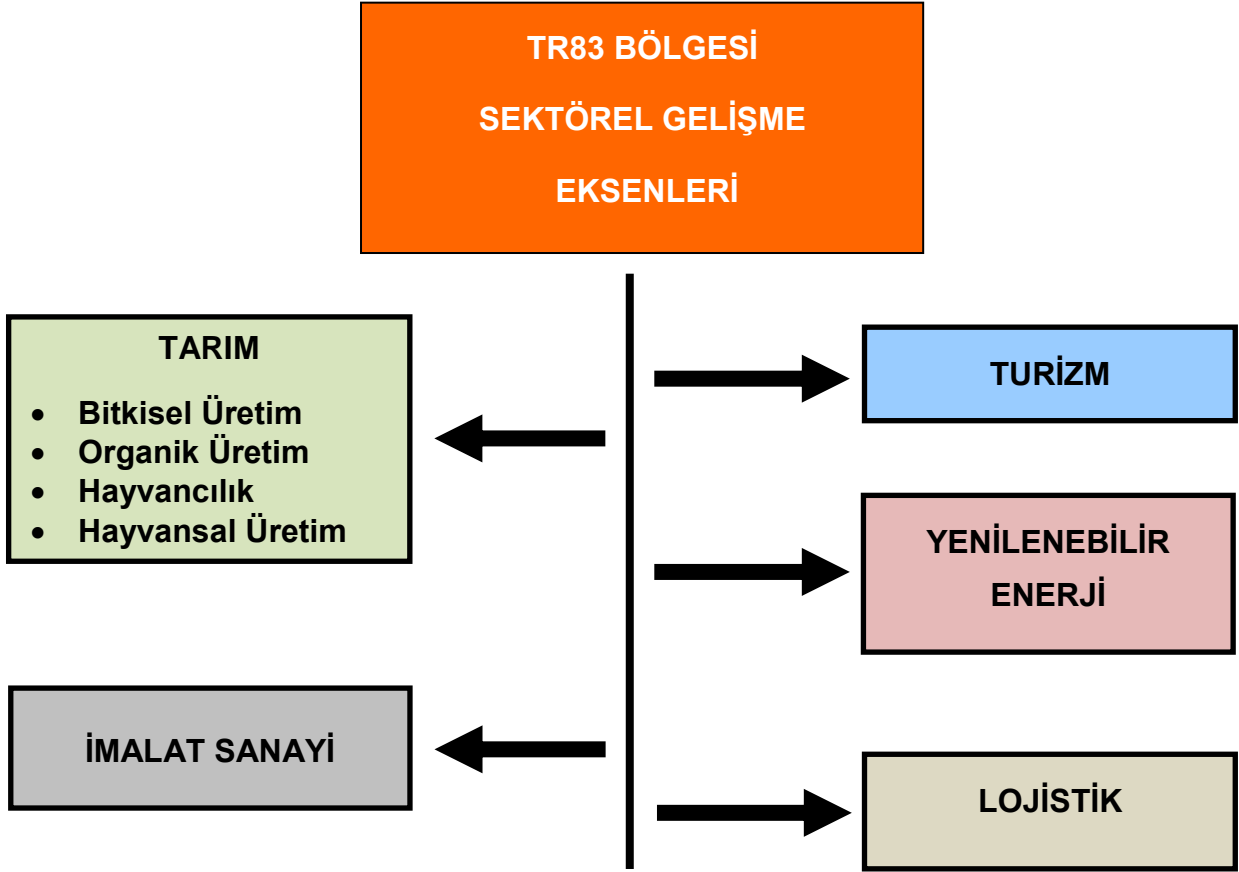 TR83 BÖLGESİ
SEKTÖREL GELİŞME
EKSENLERİ
TARIM
• Bitkisel Üretim
• Organik Üretim
• Hayvancılık
• Hayvansal Üretim
TURİZM
YENİLENEBİLİR
ENERJİ
İMALAT SANAYİ
LOJİSTİK